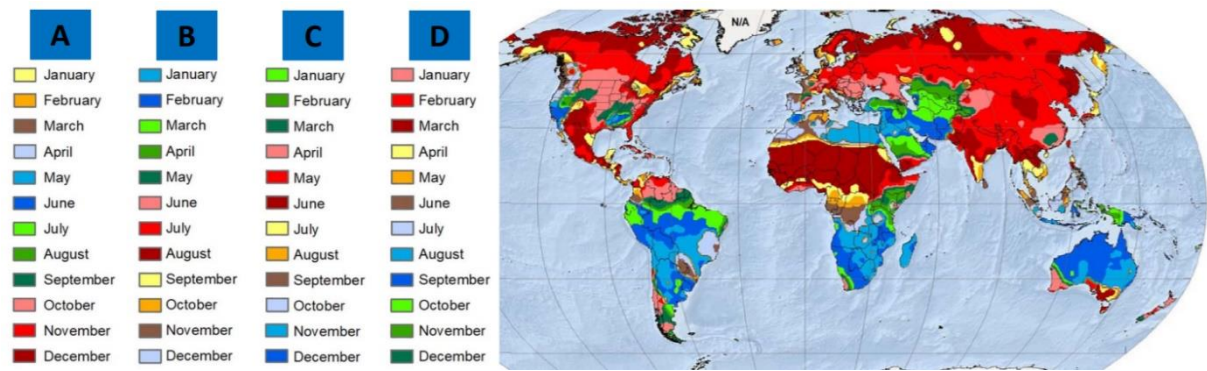 A B C D
January January January January
February February February February
March March March March
April April April April
May May May May
June June June June
July July July July
August August August August
September September September September
October October October October
November November November November
December December December December
N/A